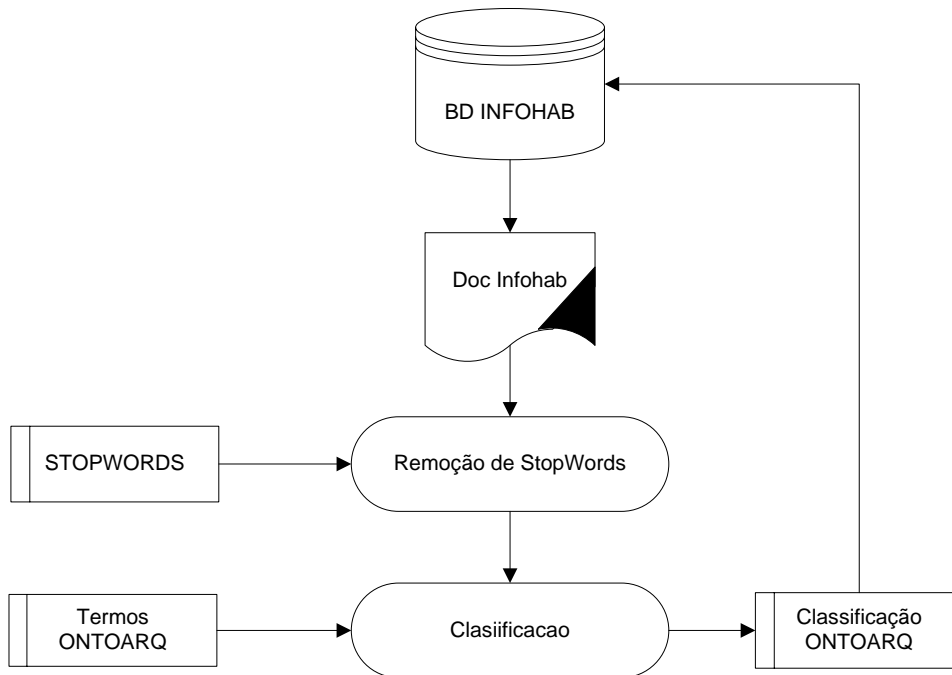 BD INFOHAB
Doc Infohab
STOPWORDS
Remoção de StopWords
Termos
ONTOARQ
Clasiificacao
Classificação
ONTOARQ